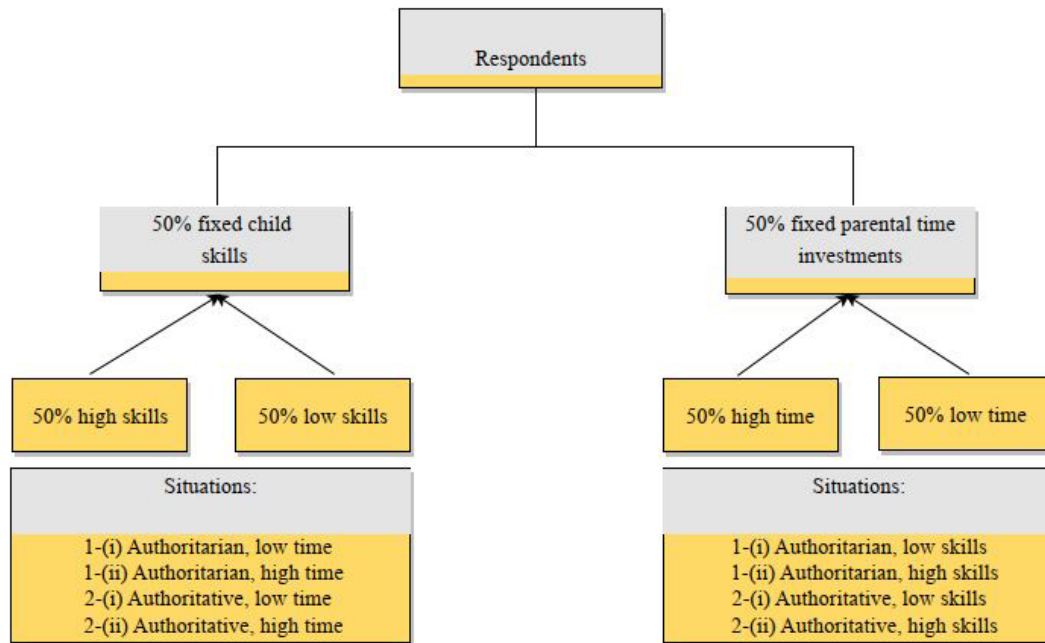 Respondents
50% fixed child
skills
50% fixed parental time
investments
50% high skills
50% low skills
50% high time
50% low time
Situations:
1-(i) Authoritarian, low time
1-(ii) Authoritarian, high time
2-(i) Authoritative, low time
2-(ii) Authoritative, high time
Situations:
1-(i) Authoritarian, low skills
1-(ii) Authoritarian, high skills
2-(i) Authoritative, low skills
2-(ii) Authoritative, high skills